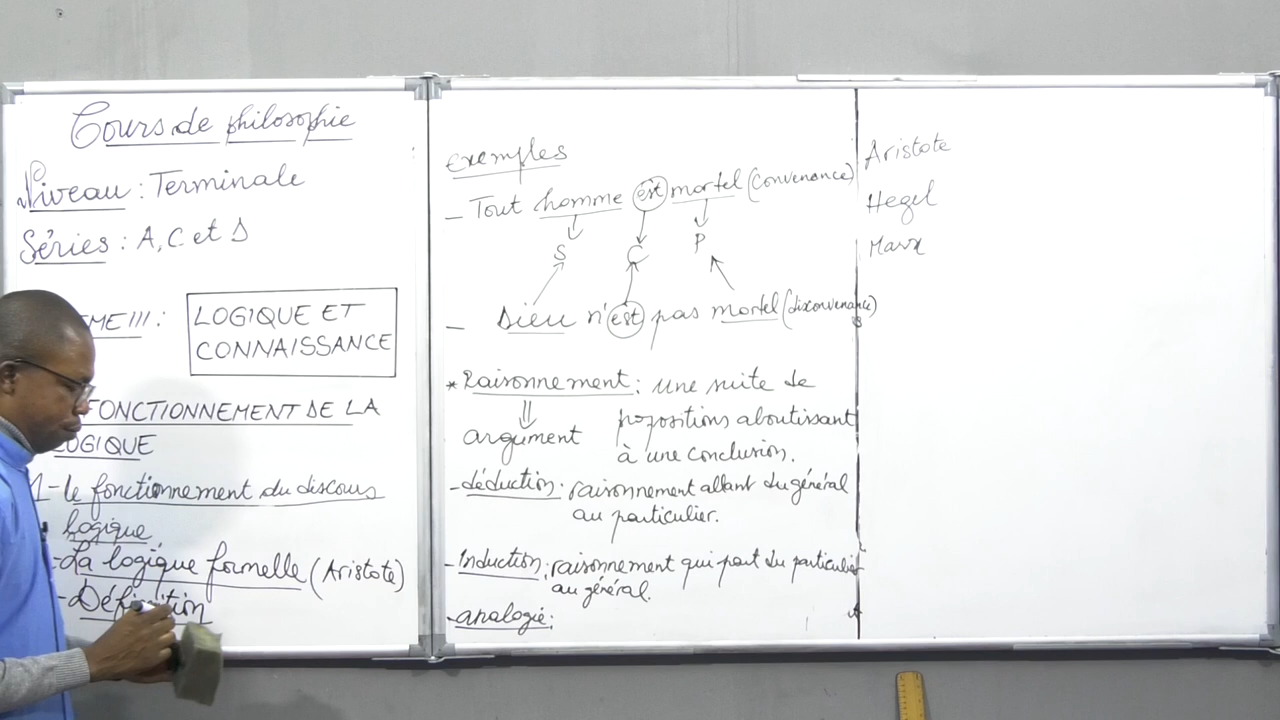 Cours de philosophie
Niveau : Terminale
Séries : A, C et D
ME III :
LOGIQUE ET
CONNAISSANCE
FONCTIONNEMENT DE LA
LOGIQUE
1- le fonctionnement du discours
logique
- La logique formelle (Aristote)
- Définition
Exemples
- Tout homme est mortel (Convenance)
S C P
- Dieu n'est pas mortel (disconvenance)
* Raisonnement : une suite de
propositions aboutissant
argument
à une conclusion.
- déduction : raisonnement allant du général
au particulier.
- Induction : raisonnement qui part du particulier
au général.
- analogie :
Aristote
Hegel
Marx